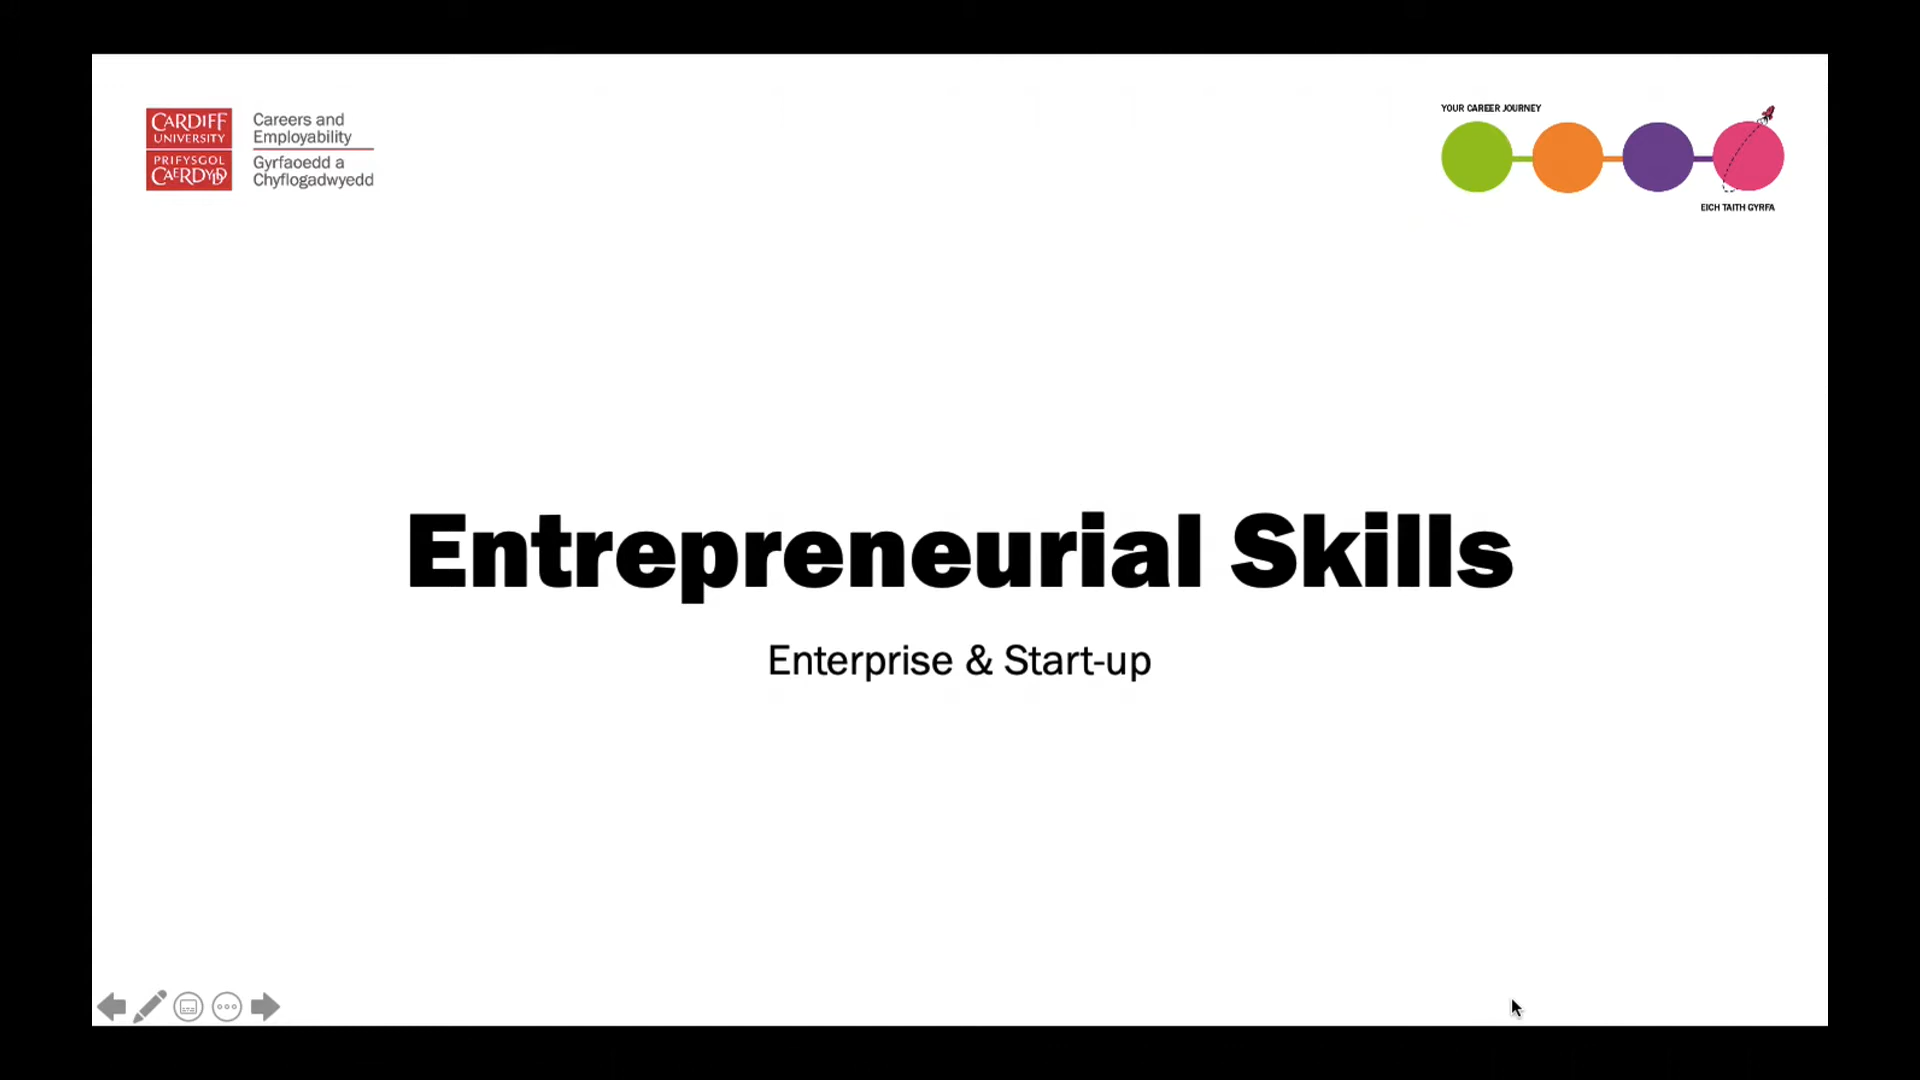 CARDIFF
UNIVERSITY
PRIFYSGOL
CAERDYDD
Careers and
Employability
Gyrfaoedd a
Chyflogadwyedd
YOUR CAREER JOURNEY
EICH TAITH GYRFA
Entrepreneurial Skills
Enterprise & Start-up